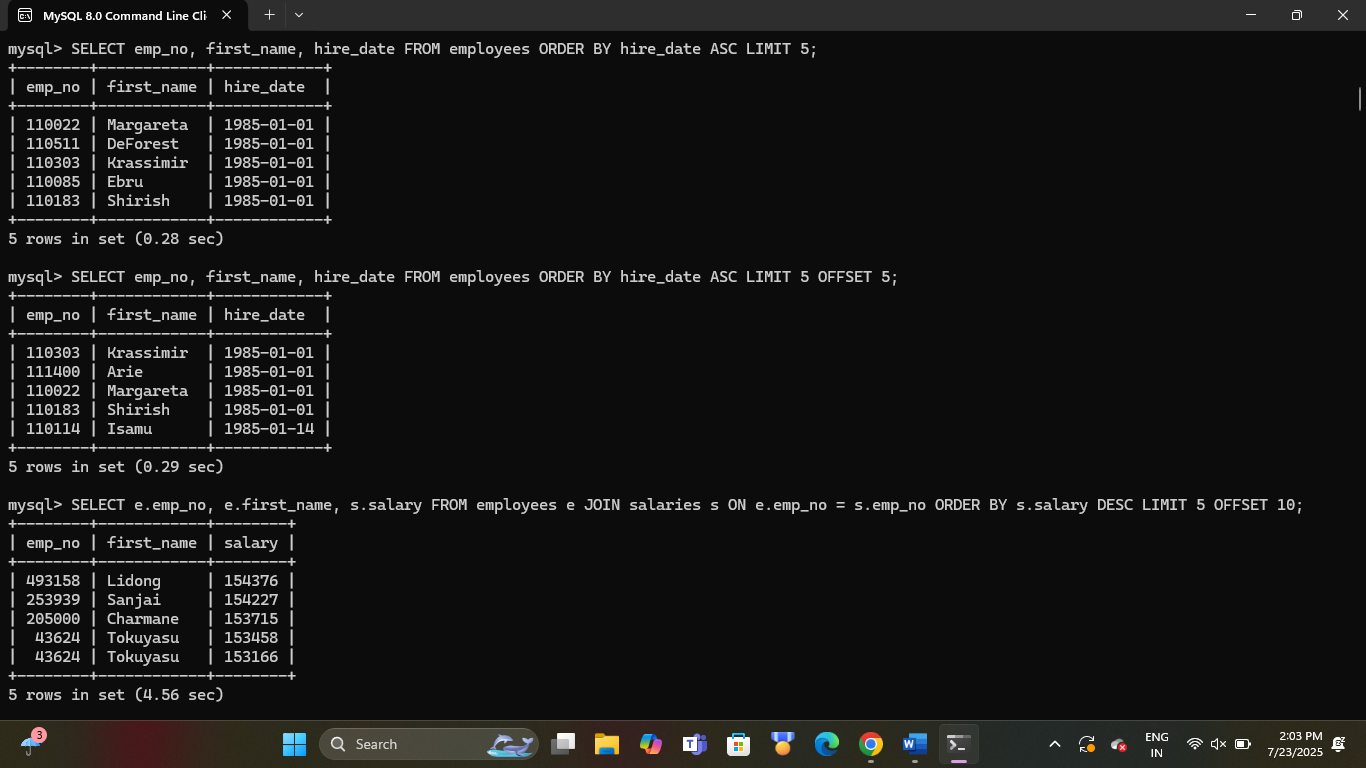 MySQL 8.0 Command Line Cli
mysql> SELECT emp_no, first_name, hire_date FROM employees ORDER BY hire_date ASC LIMIT 5;
+--------+------------+------------+
| emp_no | first_name | hire_date  |
+--------+------------+------------+
| 110022 | Margareta  | 1985-01-01 |
| 110511 | DeForest   | 1985-01-01 |
| 110303 | Krassimir  | 1985-01-01 |
| 110085 | Ebru       | 1985-01-01 |
| 110183 | Shirish    | 1985-01-01 |
+--------+------------+------------+
5 rows in set (0.28 sec)
mysql> SELECT emp_no, first_name, hire_date FROM employees ORDER BY hire_date ASC LIMIT 5 OFFSET 5;
+--------+------------+------------+
| emp_no | first_name | hire_date  |
+--------+------------+------------+
| 110303 | Krassimir  | 1985-01-01 |
| 111400 | Arie       | 1985-01-01 |
| 110022 | Margareta  | 1985-01-01 |
| 110183 | Shirish    | 1985-01-01 |
| 110114 | Isamu      | 1985-01-14 |
+--------+------------+------------+
5 rows in set (0.29 sec)
mysql> SELECT e.emp_no, e.first_name, s.salary FROM employees e JOIN salaries s ON e.emp_no = s.emp_no ORDER BY s.salary DESC LIMIT 5 OFFSET 10;
+--------+------------+--------+
| emp_no | first_name | salary |
+--------+------------+--------+
| 493158 | Lidong     | 154376 |
| 253939 | Sanjai     | 154227 |
| 205000 | Charmane   | 153715 |
|  43624 | Tokuyasu   | 153458 |
|  43624 | Tokuyasu   | 153166 |
+--------+------------+--------+
5 rows in set (4.56 sec)
3
Search
ENG
IN
2:03 PM
7/23/2025